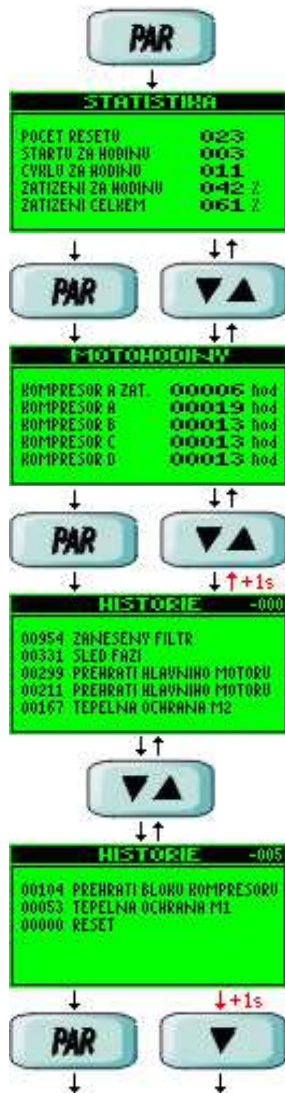 PAR
STATISTIKA
POCET RESETU 023
STARTU ZA HODINU 003
CYKLU ZA HODINU 011
ZATIZENI ZA HODINU 042 %
ZATIZENI CELKEM 061 %
PAR
MOTOHODINY
KOMPRESOR A ZAT. 00006 hod
KOMPRESOR A 00019 hod
KOMPRESOR B 00013 hod
KOMPRESOR C 00013 hod
KOMPRESOR D 00013 hod
PAR
+1s
HISTORIE -000
00954 ZANESENY FILTR
00331 SLED FAZI
00299 PREHRATI HLAVNIHO MOTORU
00211 PREHRATI HLAVNIHO MOTORU
00167 TEPELNA OCHRANA M2
HISTORIE -005
00104 PREHRATI BLOKU KOMPRESORU
00053 TEPELNA OCHRANA M1
00000 RESET
+1s
PAR